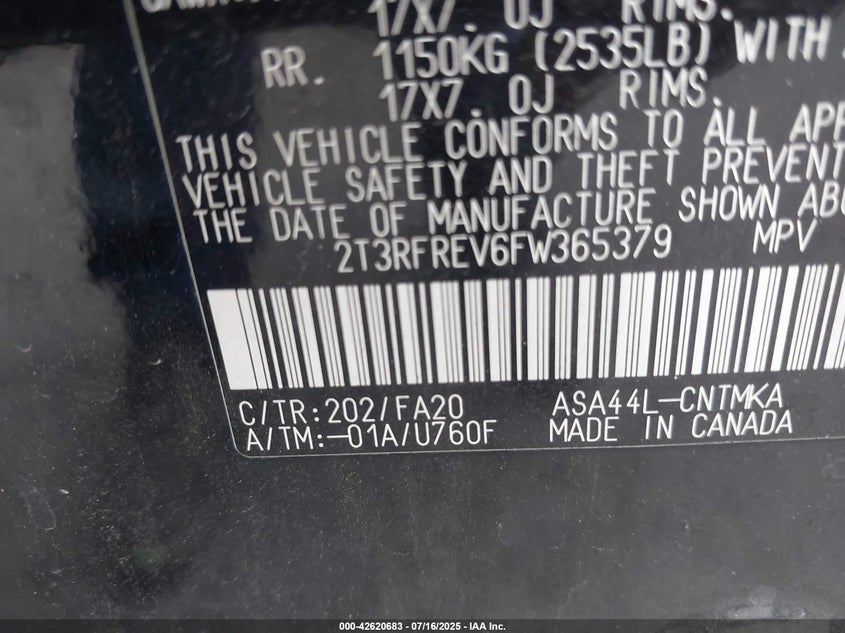 17X7. 0J RIMS.
RR. 1150KG (2535LB) WITH
17X7. 0J RIMS.
THIS VEHICLE CONFORMS TO ALL
VEHICLE SAFETY AND THEFT
THE DATE OF MANUFACTURE SHOWN
2T3RFREV6FW365379 MPV
C/TR:202/FA20 ASA44L-CNTMKA
A/TM:-01A/U760F MADE IN CANADA
000-42620683 - 07/16/2025 - IAA Inc.